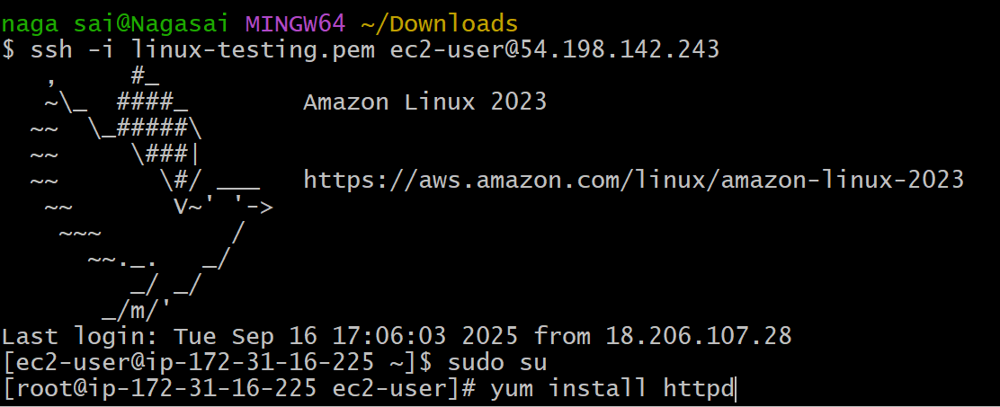 naga sai@Nagasai MINGW64 ~/Downloads
$ ssh -i linux-testing.pem ec2-user@54.198.142.243
   ,     #_
   ~\_  ####_        Amazon Linux 2023
  ~~  \_#####\
  ~~     \###|
  ~~       \#/ ___   https://aws.amazon.com/linux/amazon-linux-2023
   ~~       V~' '->
    ~~~         /
      ~~._.   _/
         _/ _/
       _/m/'
Last login: Tue Sep 16 17:06:03 2025 from 18.206.107.28
[ec2-user@ip-172-31-16-225 ~]$ sudo su
[root@ip-172-31-16-225 ec2-user]# yum install httpd